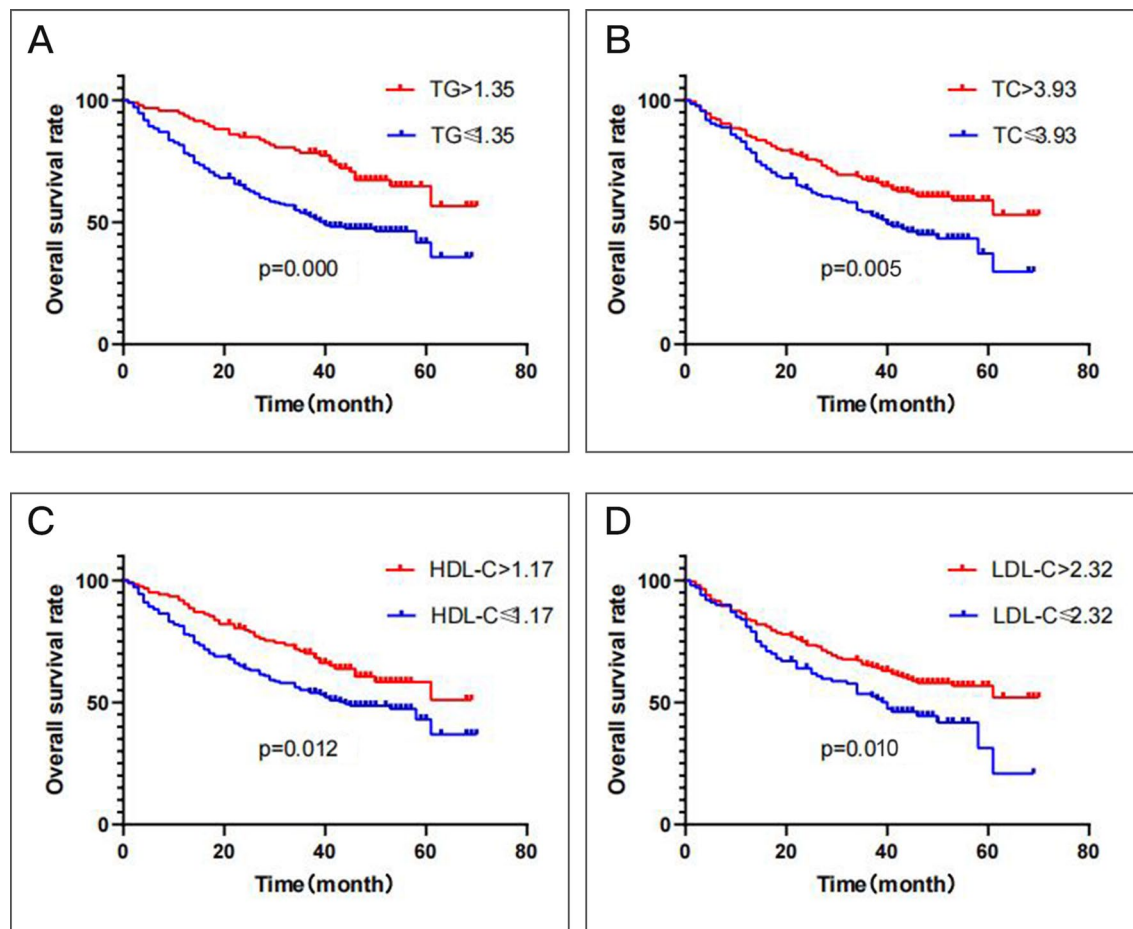 A
Overall survival rate
100
50
0
TG>1.35
TG≤1.35
p=0.000
0 20 40 60 80
Time(month)
B
Overall survival rate
100
50
0
TC>3.93
TC≤3.93
p=0.005
0 20 40 60 80
Time(month)
C
Overall survival rate
100
50
0
HDL-C>1.17
HDL-C≤1.17
p=0.012
0 20 40 60 80
Time(month)
D
Overall survival rate
100
50
0
LDL-C>2.32
LDL-C≤2.32
p=0.010
0 20 40 60 80
Time(month)